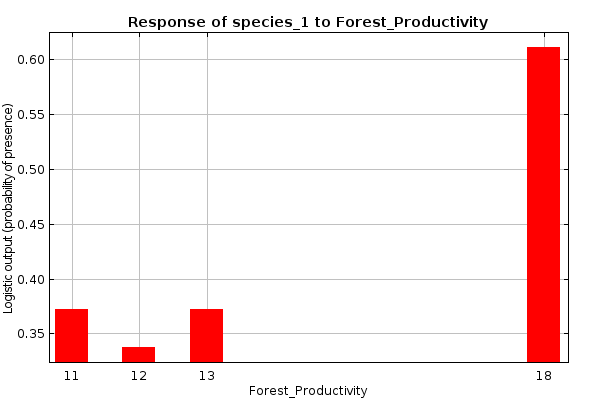 Response of species_1 to Forest_Productivity
Logistic output (probability of presence)
0.60
0.55
0.50
0.45
0.40
0.35
11 12 13 18
Forest_Productivity